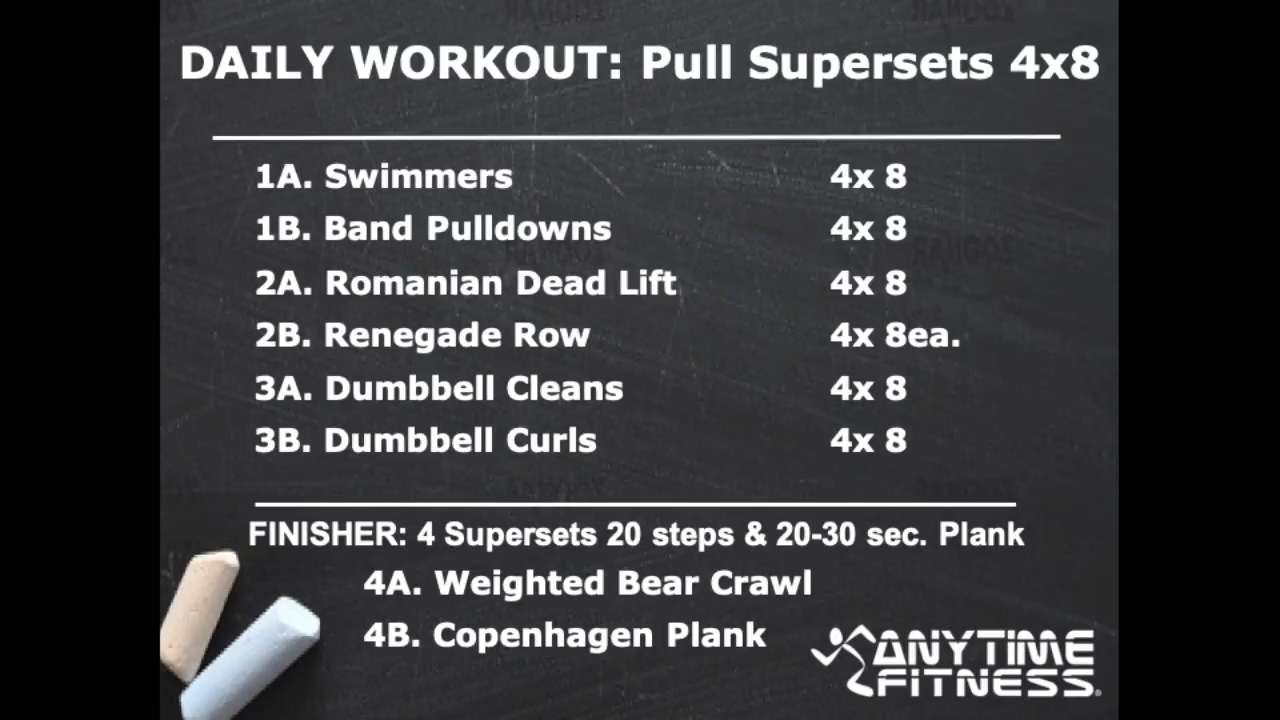 DAILY WORKOUT: Pull Supersets 4x8
1A. Swimmers 4x 8
1B. Band Pulldowns 4x 8
2A. Romanian Dead Lift 4x 8
2B. Renegade Row 4x 8ea.
3A. Dumbbell Cleans 4x 8
3B. Dumbbell Curls 4x 8
FINISHER: 4 Supersets 20 steps & 20-30 sec. Plank
4A. Weighted Bear Crawl
4B. Copenhagen Plank
ANYTIME
FITNESS®